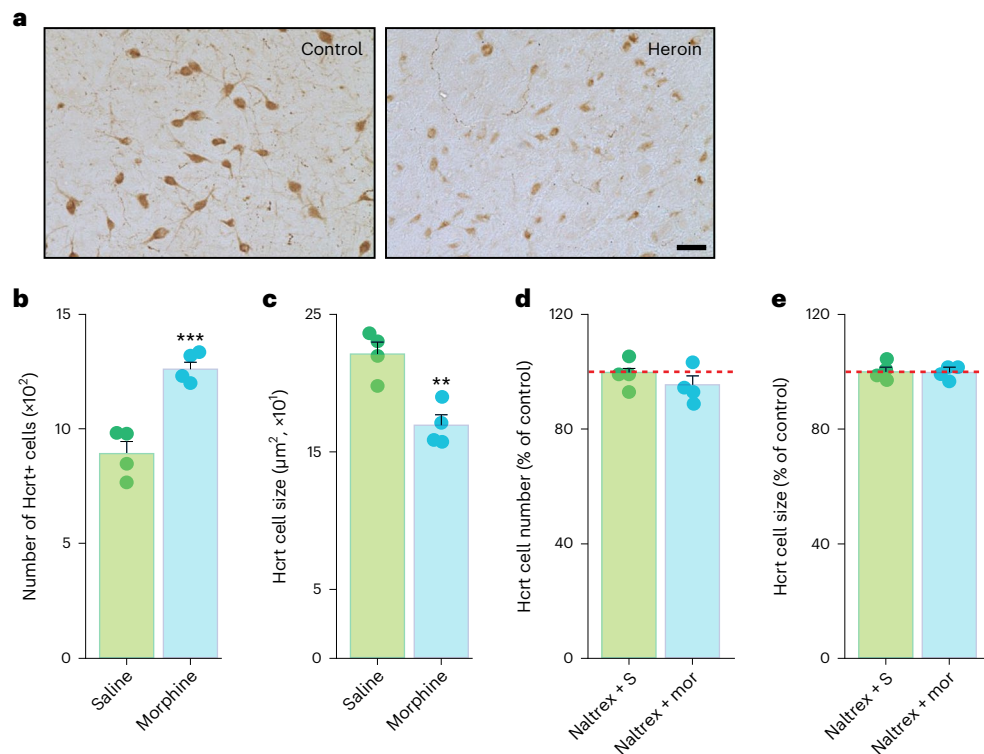 a
Control
Heroin
b
15
10
5
0
Number of Hcrt+ cells (×10²)
***
Saline
Morphine
c
25
15
5
0
Hcrt cell size (µm², ×10¹)
**
Saline
Morphine
d
120
80
40
0
Hcrt cell number (% of control)
Naltrex + S
Naltrex + mor
e
120
80
40
0
Hcrt cell size (% of control)
Naltrex + S
Naltrex + mor